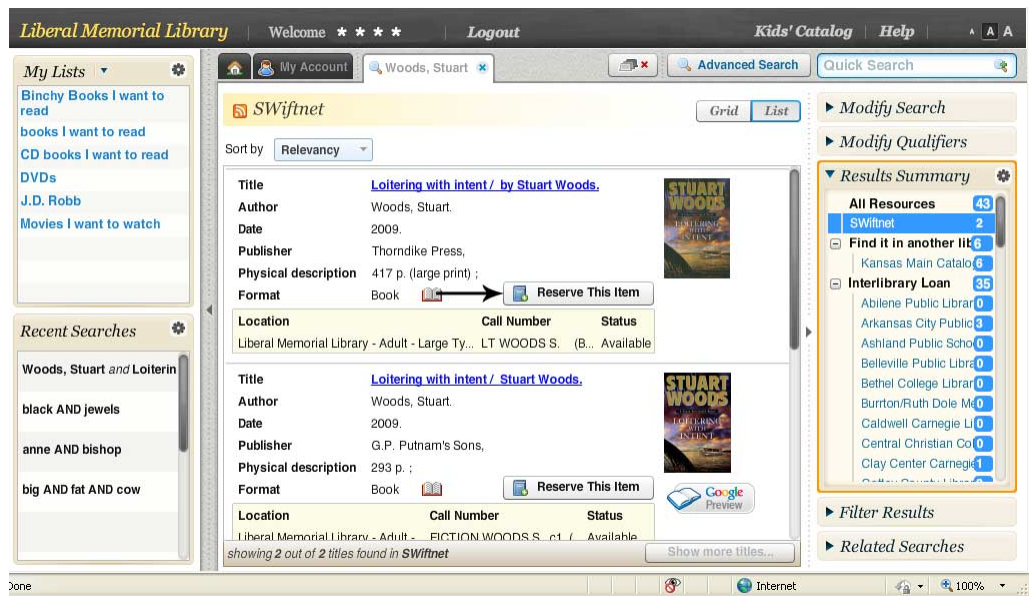 Liberal Memorial Library
Welcome * * * *
Logout
Kids' Catalog
Help
A A A
My Lists
Binchy Books I want to
read
books I want to read
CD books I want to read
DVDs
J.D. Robb
Movies I want to watch
Recent Searches
Woods, Stuart and Loiterin
black AND jewels
anne AND bishop
big AND fat AND cow
My Account
Woods, Stuart
Advanced Search
Quick Search
SWiftnet
Grid List
Sort by Relevancy
Title Loitering with intent / by Stuart Woods.
Author Woods, Stuart.
Date 2009.
Publisher Thorndike Press,
Physical description 417 p. (large print) ;
Format Book Reserve This Item
Location Call Number Status
Liberal Memorial Library - Adult - Large Ty... LT WOODS S. (B... Available
STUART
WOODS
LOITERING
WITH
INTENT
Title Loitering with intent / Stuart Woods.
Author Woods, Stuart.
Date 2009.
Publisher G.P. Putnam's Sons,
Physical description 293 p. ;
Format Book Reserve This Item
Location Call Number Status
Liberal Memorial Library - Adult - FICTION WOODS S. c1 ( Available
STUART
WOODS
LOITERING
WITH
INTENT
Google
Preview
showing 2 out of 2 titles found in SWiftnet
Show more titles...
Modify Search
Modify Qualifiers
Results Summary
All Resources 43
SWiftnet 2
Find it in another lib 6
Kansas Main Catalo 6
Interlibrary Loan 35
Abilene Public Librar 0
Arkansas City Public 3
Ashland Public Scho 0
Belleville Public Libra 0
Bethel College Librar 0
Burrton/Ruth Dole Me 0
Caldwell Carnegie Li 0
Central Christian Co 0
Clay Center Carnegie 1
Filter Results
Related Searches
Done
Internet
100%